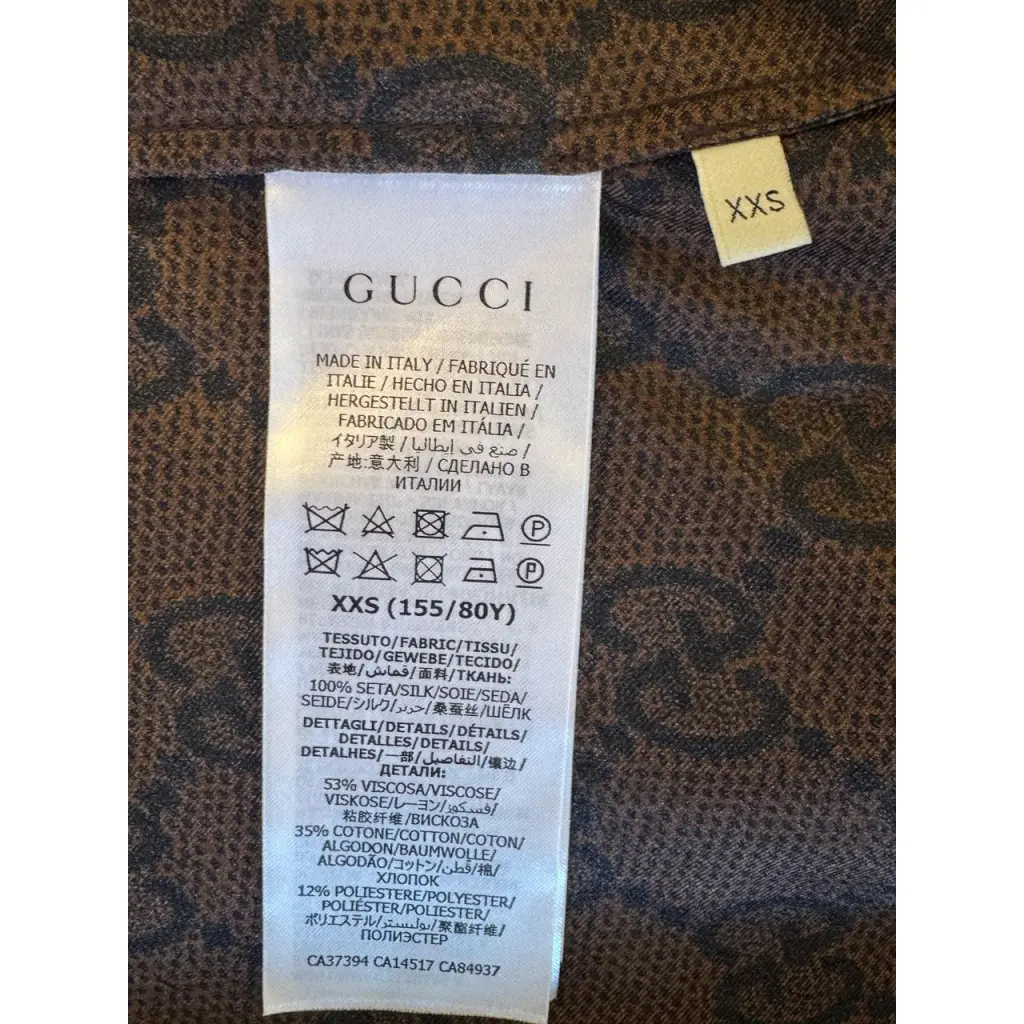 XXS
GUCCI
MADE IN ITALY / FABRIQUÉ EN
ITALIE / HECHO EN ITALIA /
HERGESTELLT IN ITALIEN /
FABRICADO EM ITÁLIA /
イタリア製 / صنع في إيطاليا /
产地:意大利 / СДЕЛАНО В
ИТАЛИИ
P
P
XXS (155/80Y)
TESSUTO/FABRIC/TISSU/
TEJIDO/GEWEBE/TECIDO/
表地/قماش/面料/ТКАНЬ:
100% SETA/SILK/SOIE/SEDA/
SEIDE/シルク/حرير/桑蚕丝/ШЁЛК
DETTAGLI/DETAILS/DÉTAILS/
DETALLES/DETAILS/
DETALHES/一部/التفاصيل/镶边/
ДЕТАЛИ:
53% VISCOSA/VISCOSE/
VISKOSE/レーヨン/فسكوز/
粘胶纤维/ВИСКОЗА
35% COTONE/COTTON/COTON/
ALGODON/BAUMWOLLE/
ALGODÃO/コットン/قطن/棉/
ХЛОПОК
12% POLIESTERE/POLYESTER/
POLIÉSTER/POLIESTER/
ポリエステル/بوليستر/聚酯纤维/
ПОЛИЭСТЕР
CA37394 CA14517 CA84937